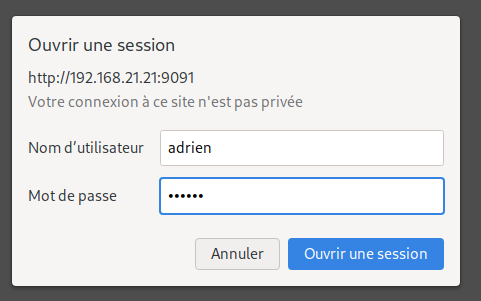 Ouvrir une session
http://192.168.21.21:9091
Votre connexion à ce site n'est pas privée
Nom d’utilisateur adrien
Mot de passe ••••••
Annuler Ouvrir une session